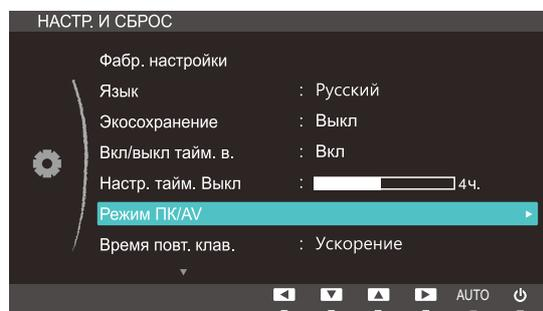 НАСТР. И СБРОС
Фабр. настройки
Язык : Русский
Экосохранение : Выкл
Вкл/выкл тайм. в. : Вкл
Настр. тайм. Выкл : 4ч.
Режим ПК/AV
Время повт. клав. : Ускорение
AUTO